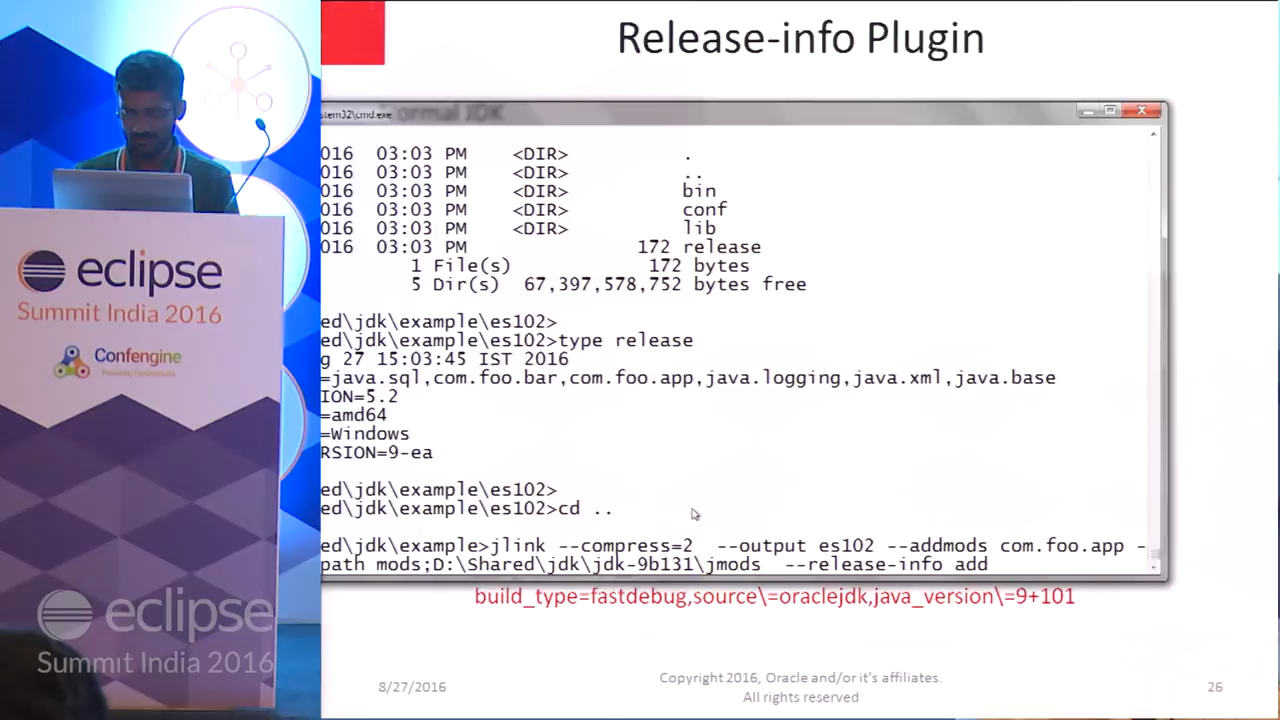 Release-info Plugin
ormal JDK
stem32\cmd.exe
016 03:03 PM <DIR> .
016 03:03 PM <DIR> ..
016 03:03 PM <DIR> bin
016 03:03 PM <DIR> conf
016 03:03 PM <DIR> lib
016 03:03 PM 172 release
1 File(s) 172 bytes
5 Dir(s) 67,397,578,752 bytes free
ed\jdk\example\es102>
ed\jdk\example\es102>type release
g 27 15:03:45 IST 2016
=java.sql,com.foo.bar,com.foo.app,java.logging,java.xml,java.base
ION=5.2
=amd64
=Windows
RSION=9-ea
ed\jdk\example\es102>
ed\jdk\example\es102>cd ..
ed\jdk\example>jlink --compress=2 --output es102 --addmods com.foo.app -
path mods;D:\Shared\jdk\jdk-9b131\jmods --release-info add
build_type=fastdebug,source\=oraclejdk,java_version\=9+101
8/27/2016
Copyright 2016, Oracle and/or it's affiliates.
All rights reserved
26
eclipse
Summit India 2016
Confengine
eclipse
Summit India 2016